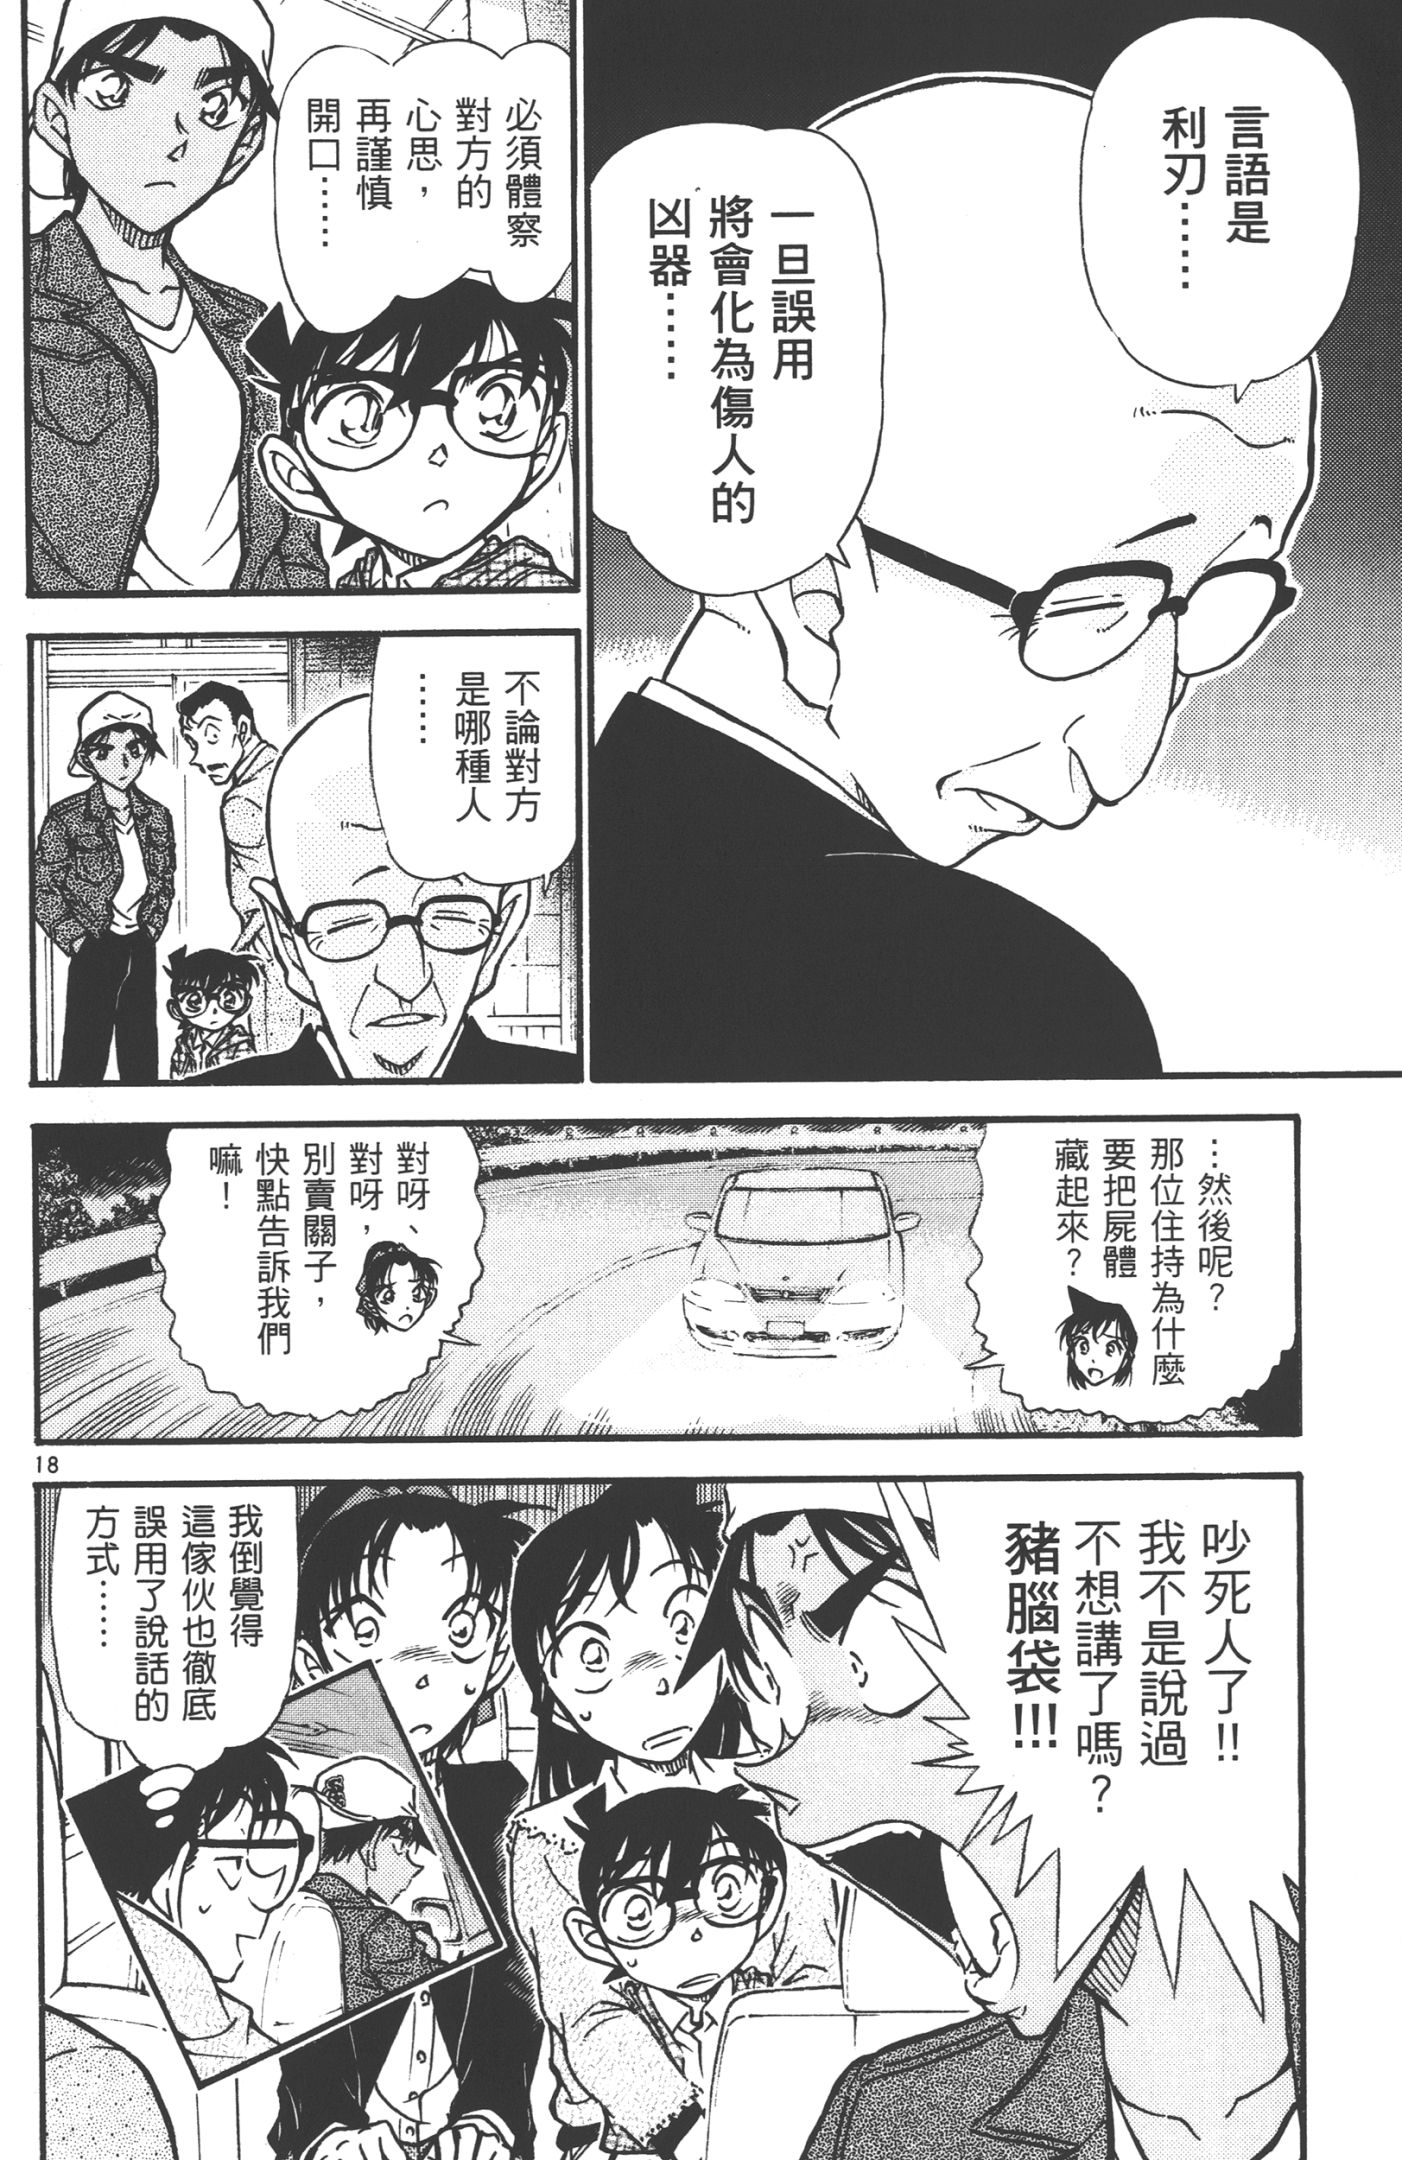 言語是
利刃……
一旦誤用
將會化為傷人的
凶器……
必須體察
對方的
心思，
再謹慎
開口……
不論對方
是哪種人
……
…然後呢？
那位住持為什麼
要把屍體
藏起來？
對呀、
對呀，
別賣關子，
快點告訴我們
嘛！
18
吵死人了!!
我不是說過
不想講了嗎？
豬腦袋!!!
我倒覺得
這傢伙也徹底
誤用了說話的
方式……